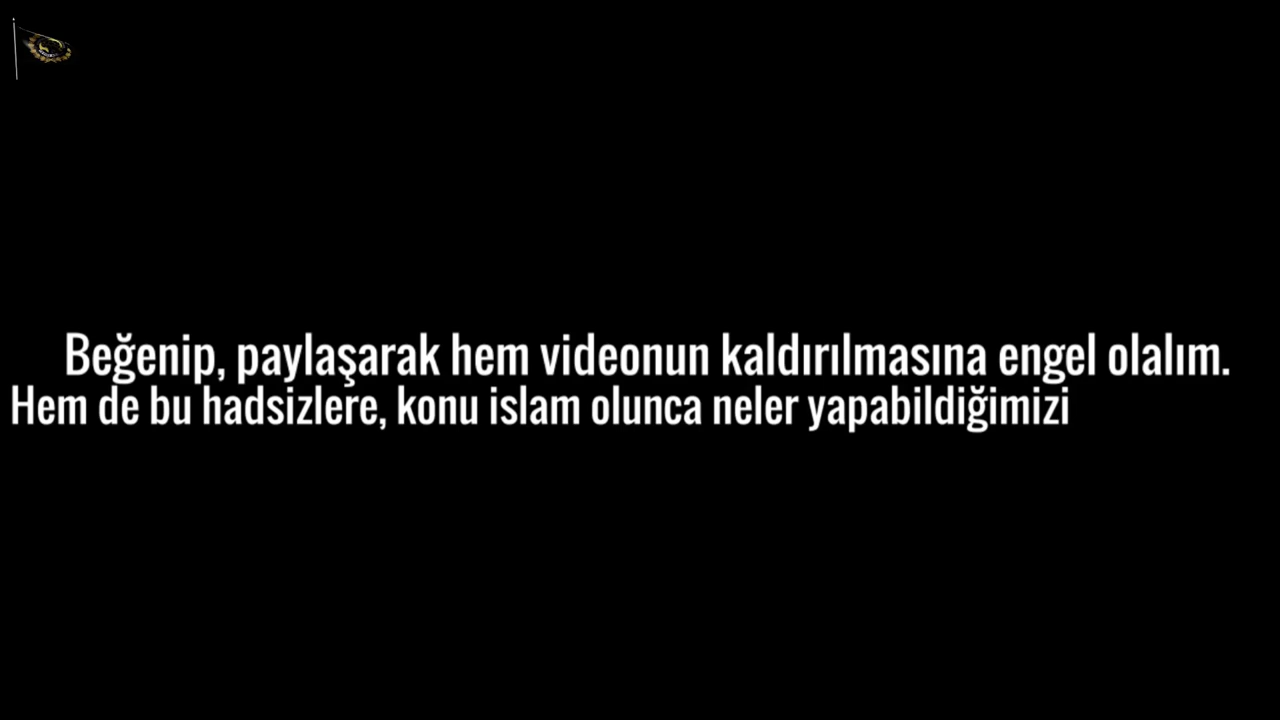 Beğenip, paylaşarak hem videonun kaldırılmasına engel olalım.
Hem de bu hadsizlere, konu islam olunca neler yapabildiğimizi